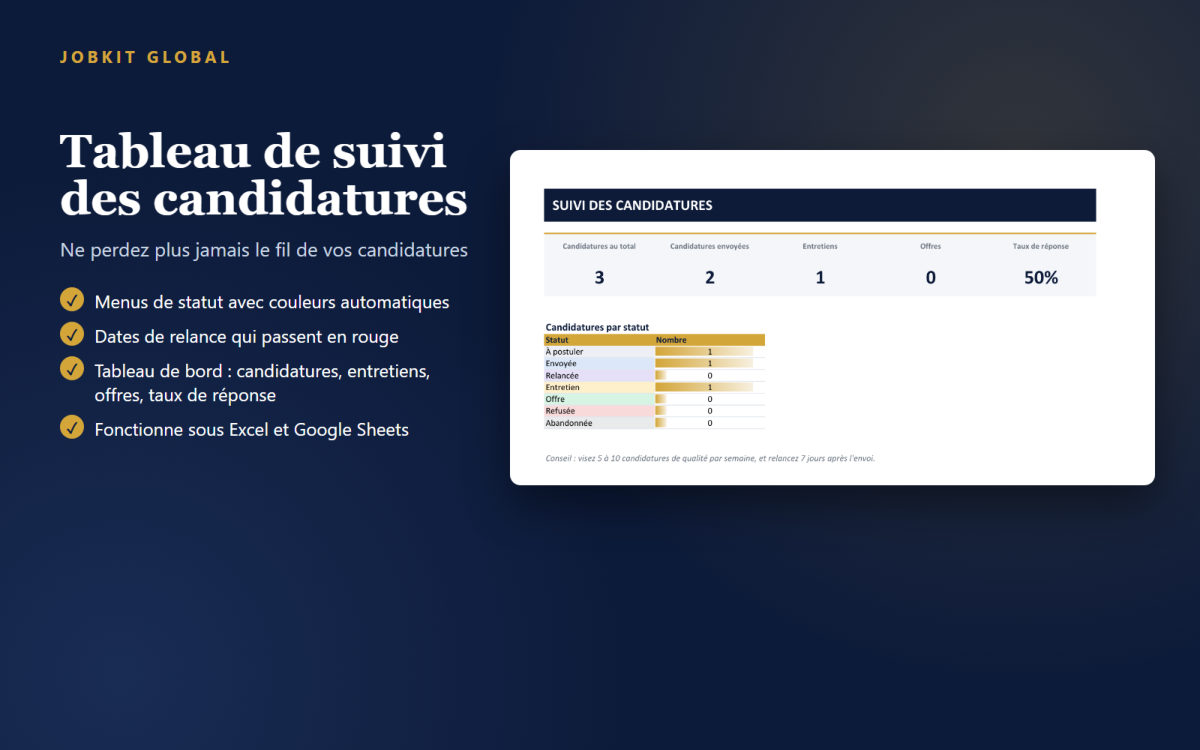 JOBKIT GLOBAL
Tableau de suivi
des candidatures
Ne perdez plus jamais le fil de vos candidatures
Menus de statut avec couleurs automatiques
Dates de relance qui passent en rouge
Tableau de bord : candidatures, entretiens,
offres, taux de réponse
Fonctionne sous Excel et Google Sheets
SUIVI DES CANDIDATURES
Candidatures au total Candidatures envoyées Entretiens Offres Taux de réponse
3 2 1 0 50%
Candidatures par statut
Statut Nombre
À postuler 1
Envoyée 1
Relancée 0
Entretien 1
Offre 0
Refusée 0
Abandonnée 0
Conseil : visez 5 à 10 candidatures de qualité par semaine, et relancez 7 jours après l'envoi.